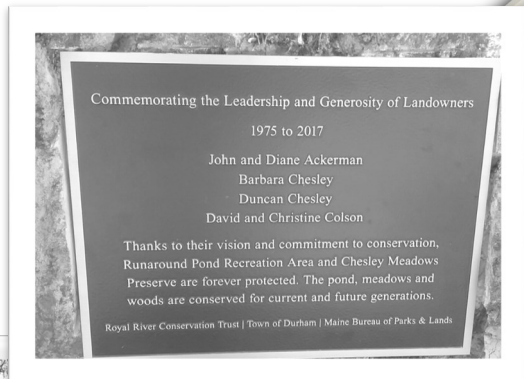 Commemorating the Leadership and Generosity of Landowners
1975 to 2017
John and Diane Ackerman
Barbara Chesley
Duncan Chesley
David and Christine Colson
Thanks to their vision and commitment to conservation,
Runaround Pond Recreation Area and Chesley Meadows
Preserve are forever protected. The pond, meadows and
woods are conserved for current and future generations.
Royal River Conservation Trust | Town of Durham | Maine Bureau of Parks & Lands